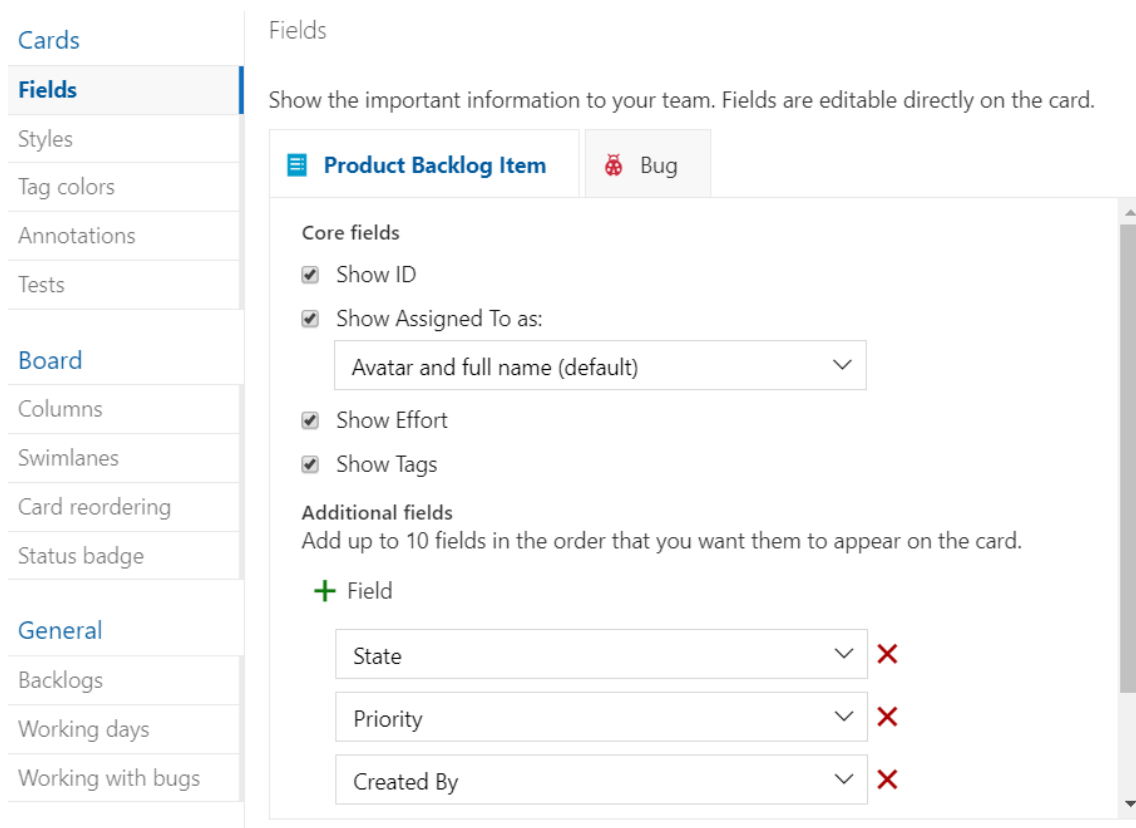 Cards
Fields
Styles
Tag colors
Annotations
Tests
Board
Columns
Swimlanes
Card reordering
Status badge
General
Backlogs
Working days
Working with bugs
Fields
Show the important information to your team. Fields are editable directly on the card.
Product Backlog Item
Bug
Core fields
Show ID
Show Assigned To as:
Avatar and full name (default)
Show Effort
Show Tags
Additional fields
Add up to 10 fields in the order that you want them to appear on the card.
Field
State
Priority
Created By